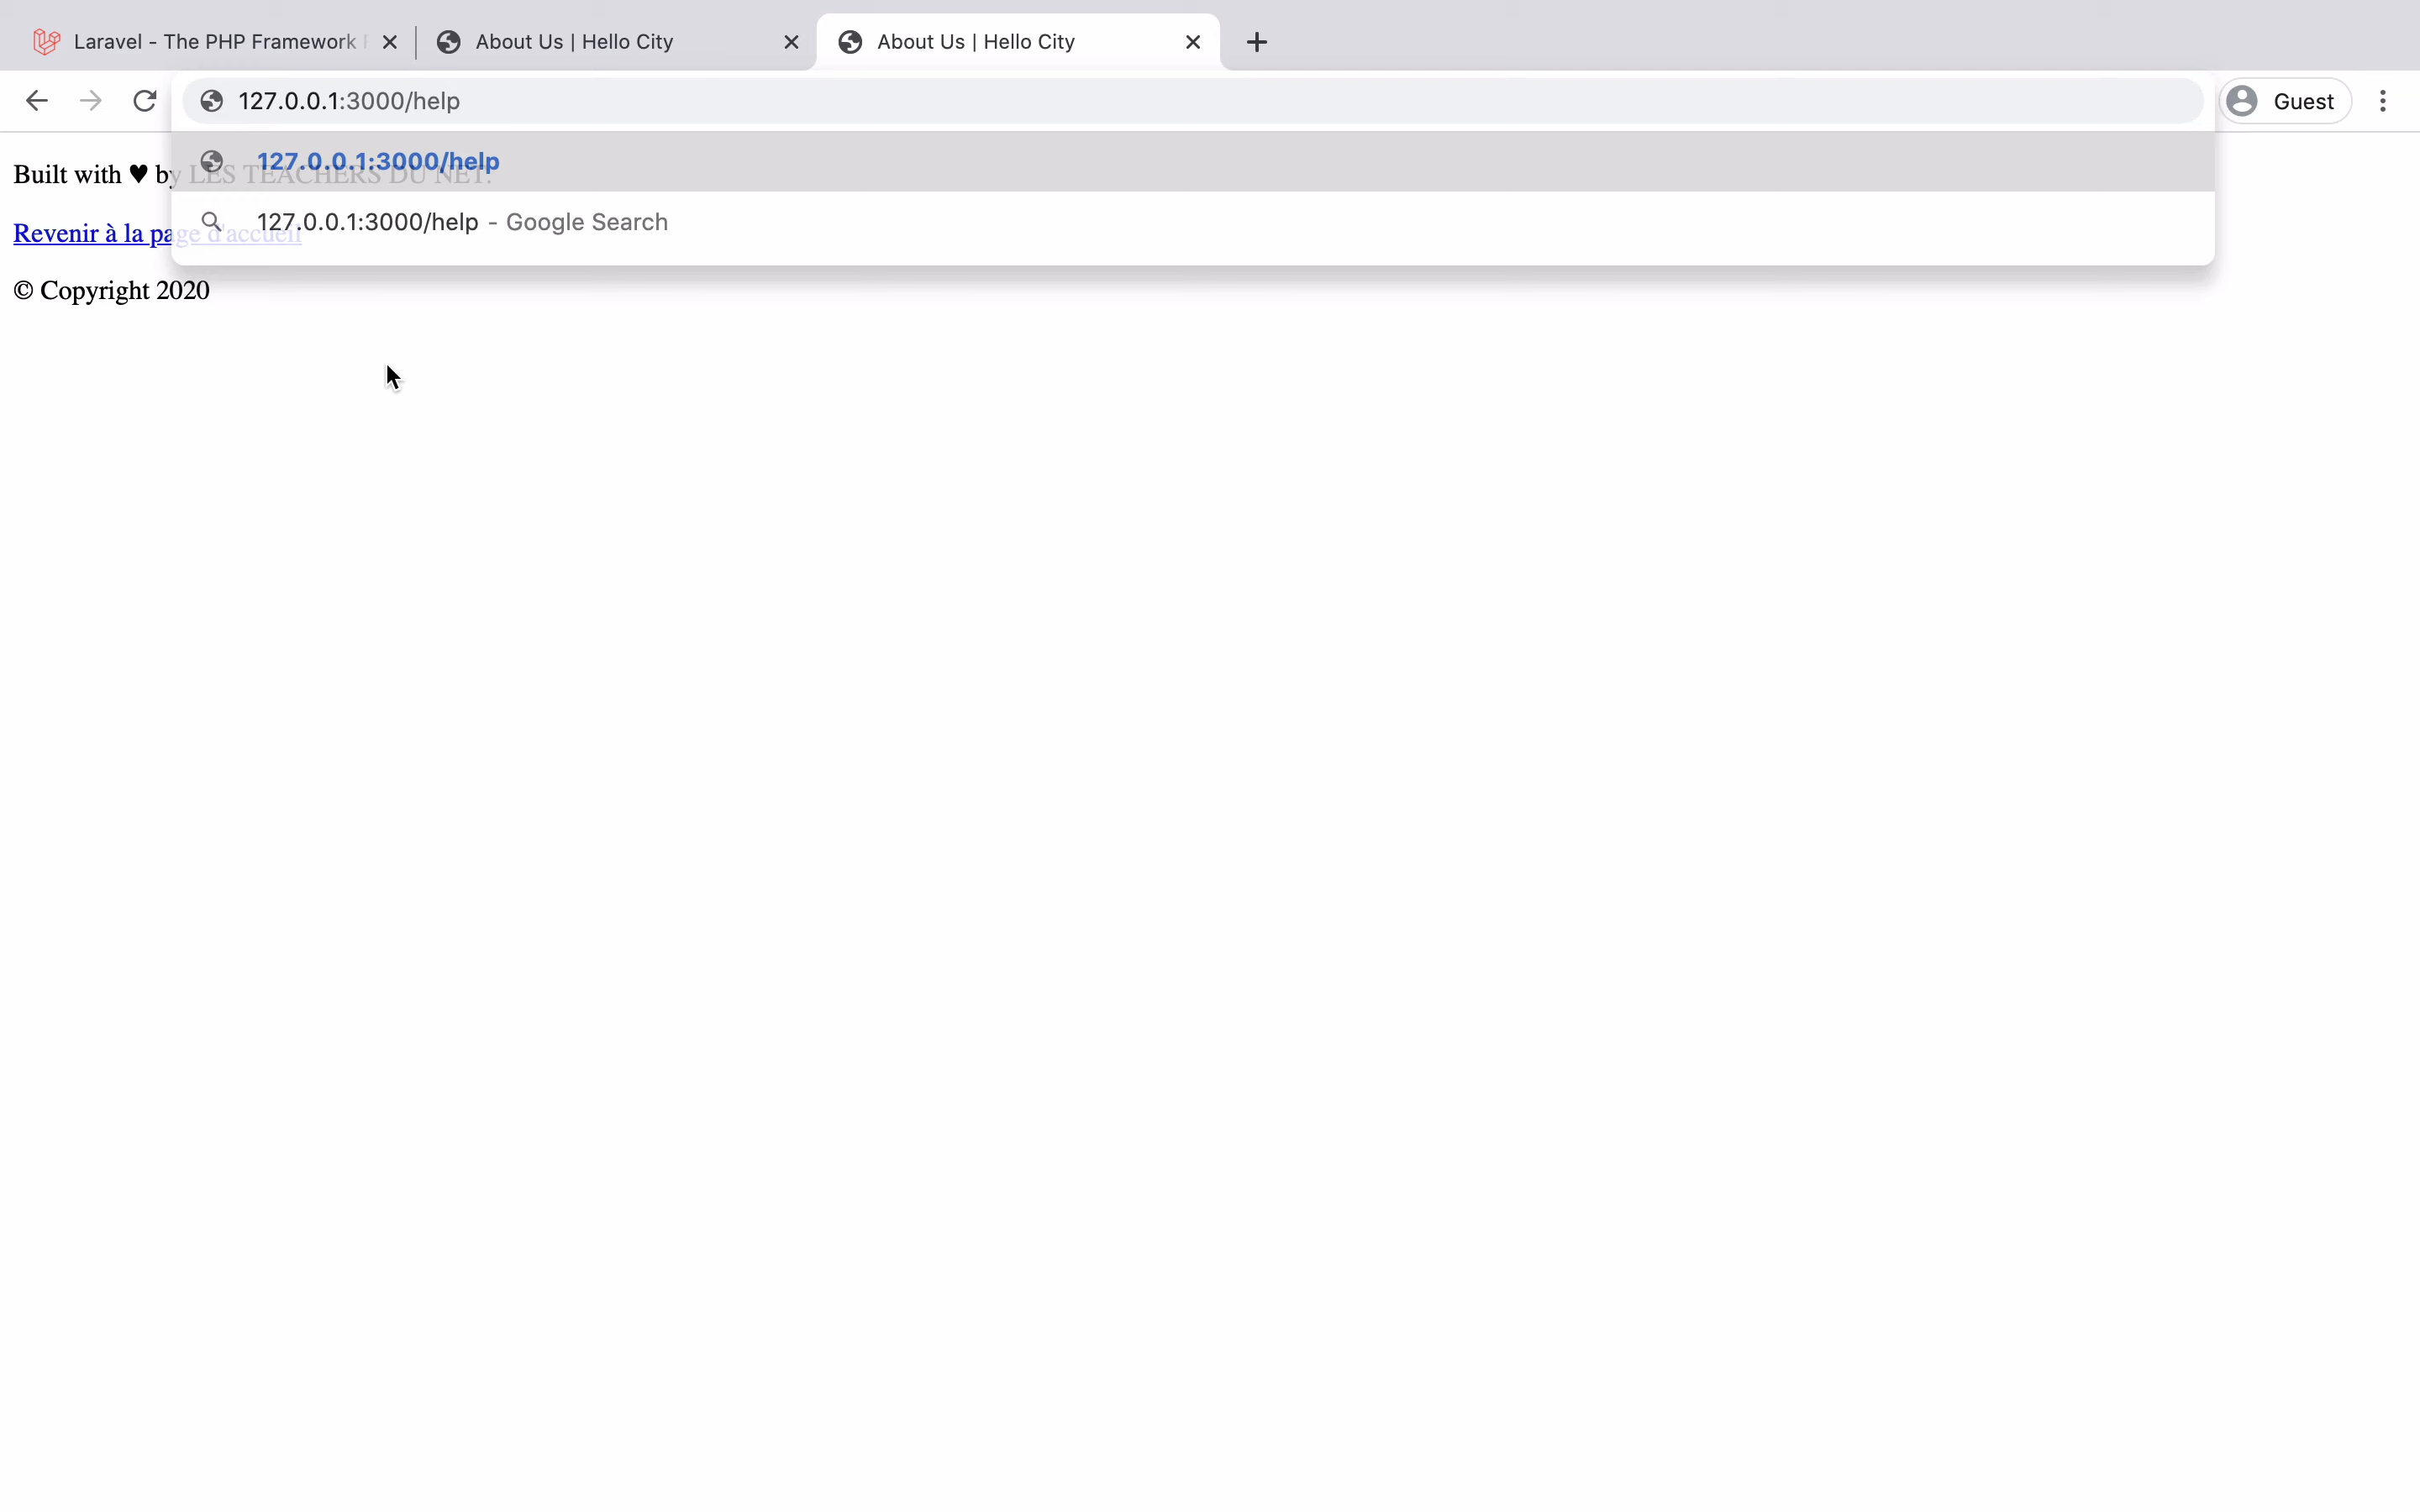 Laravel - The PHP Framework
About Us | Hello City
About Us | Hello City
127.0.0.1:3000/help
Guest
127.0.0.1:3000/help
127.0.0.1:3000/help - Google Search
Built with ♥ by LES TEACHERS DU NET.
Revenir à la page d'accueil
© Copyright 2020